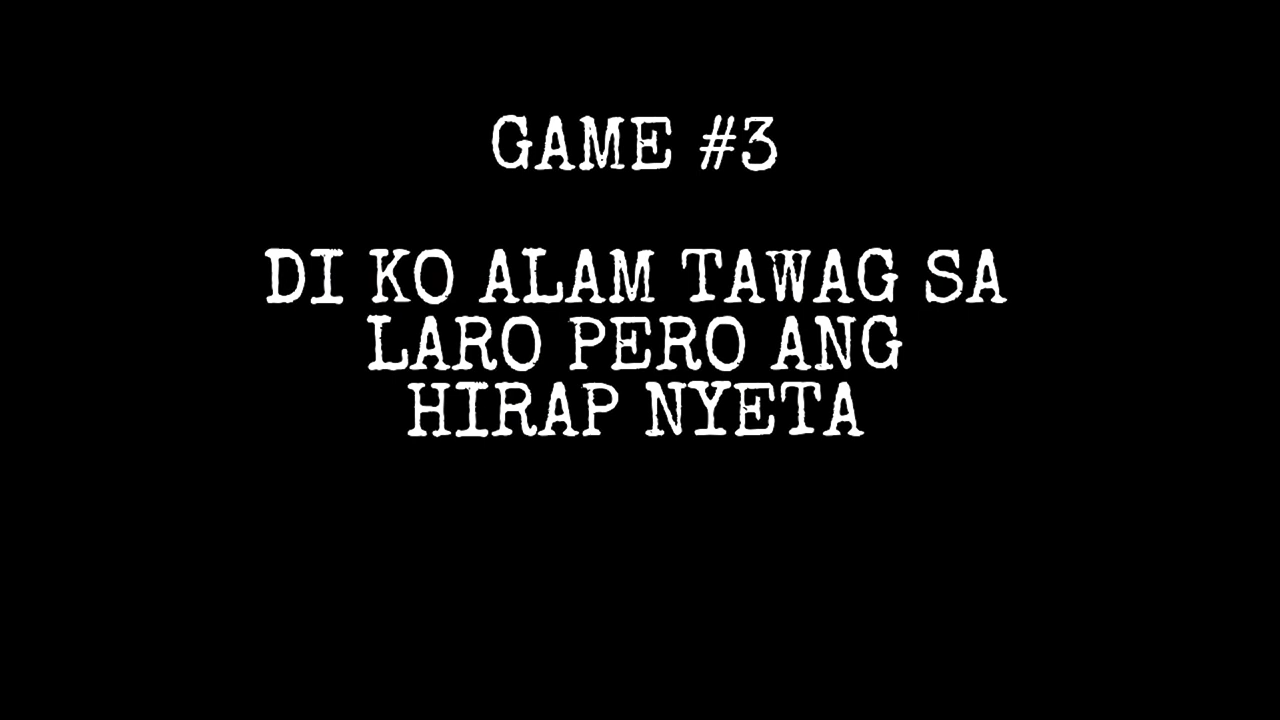 GAME #3
DI KO ALAM TAWAG SA
LARO PERO ANG
HIRAP NYETA